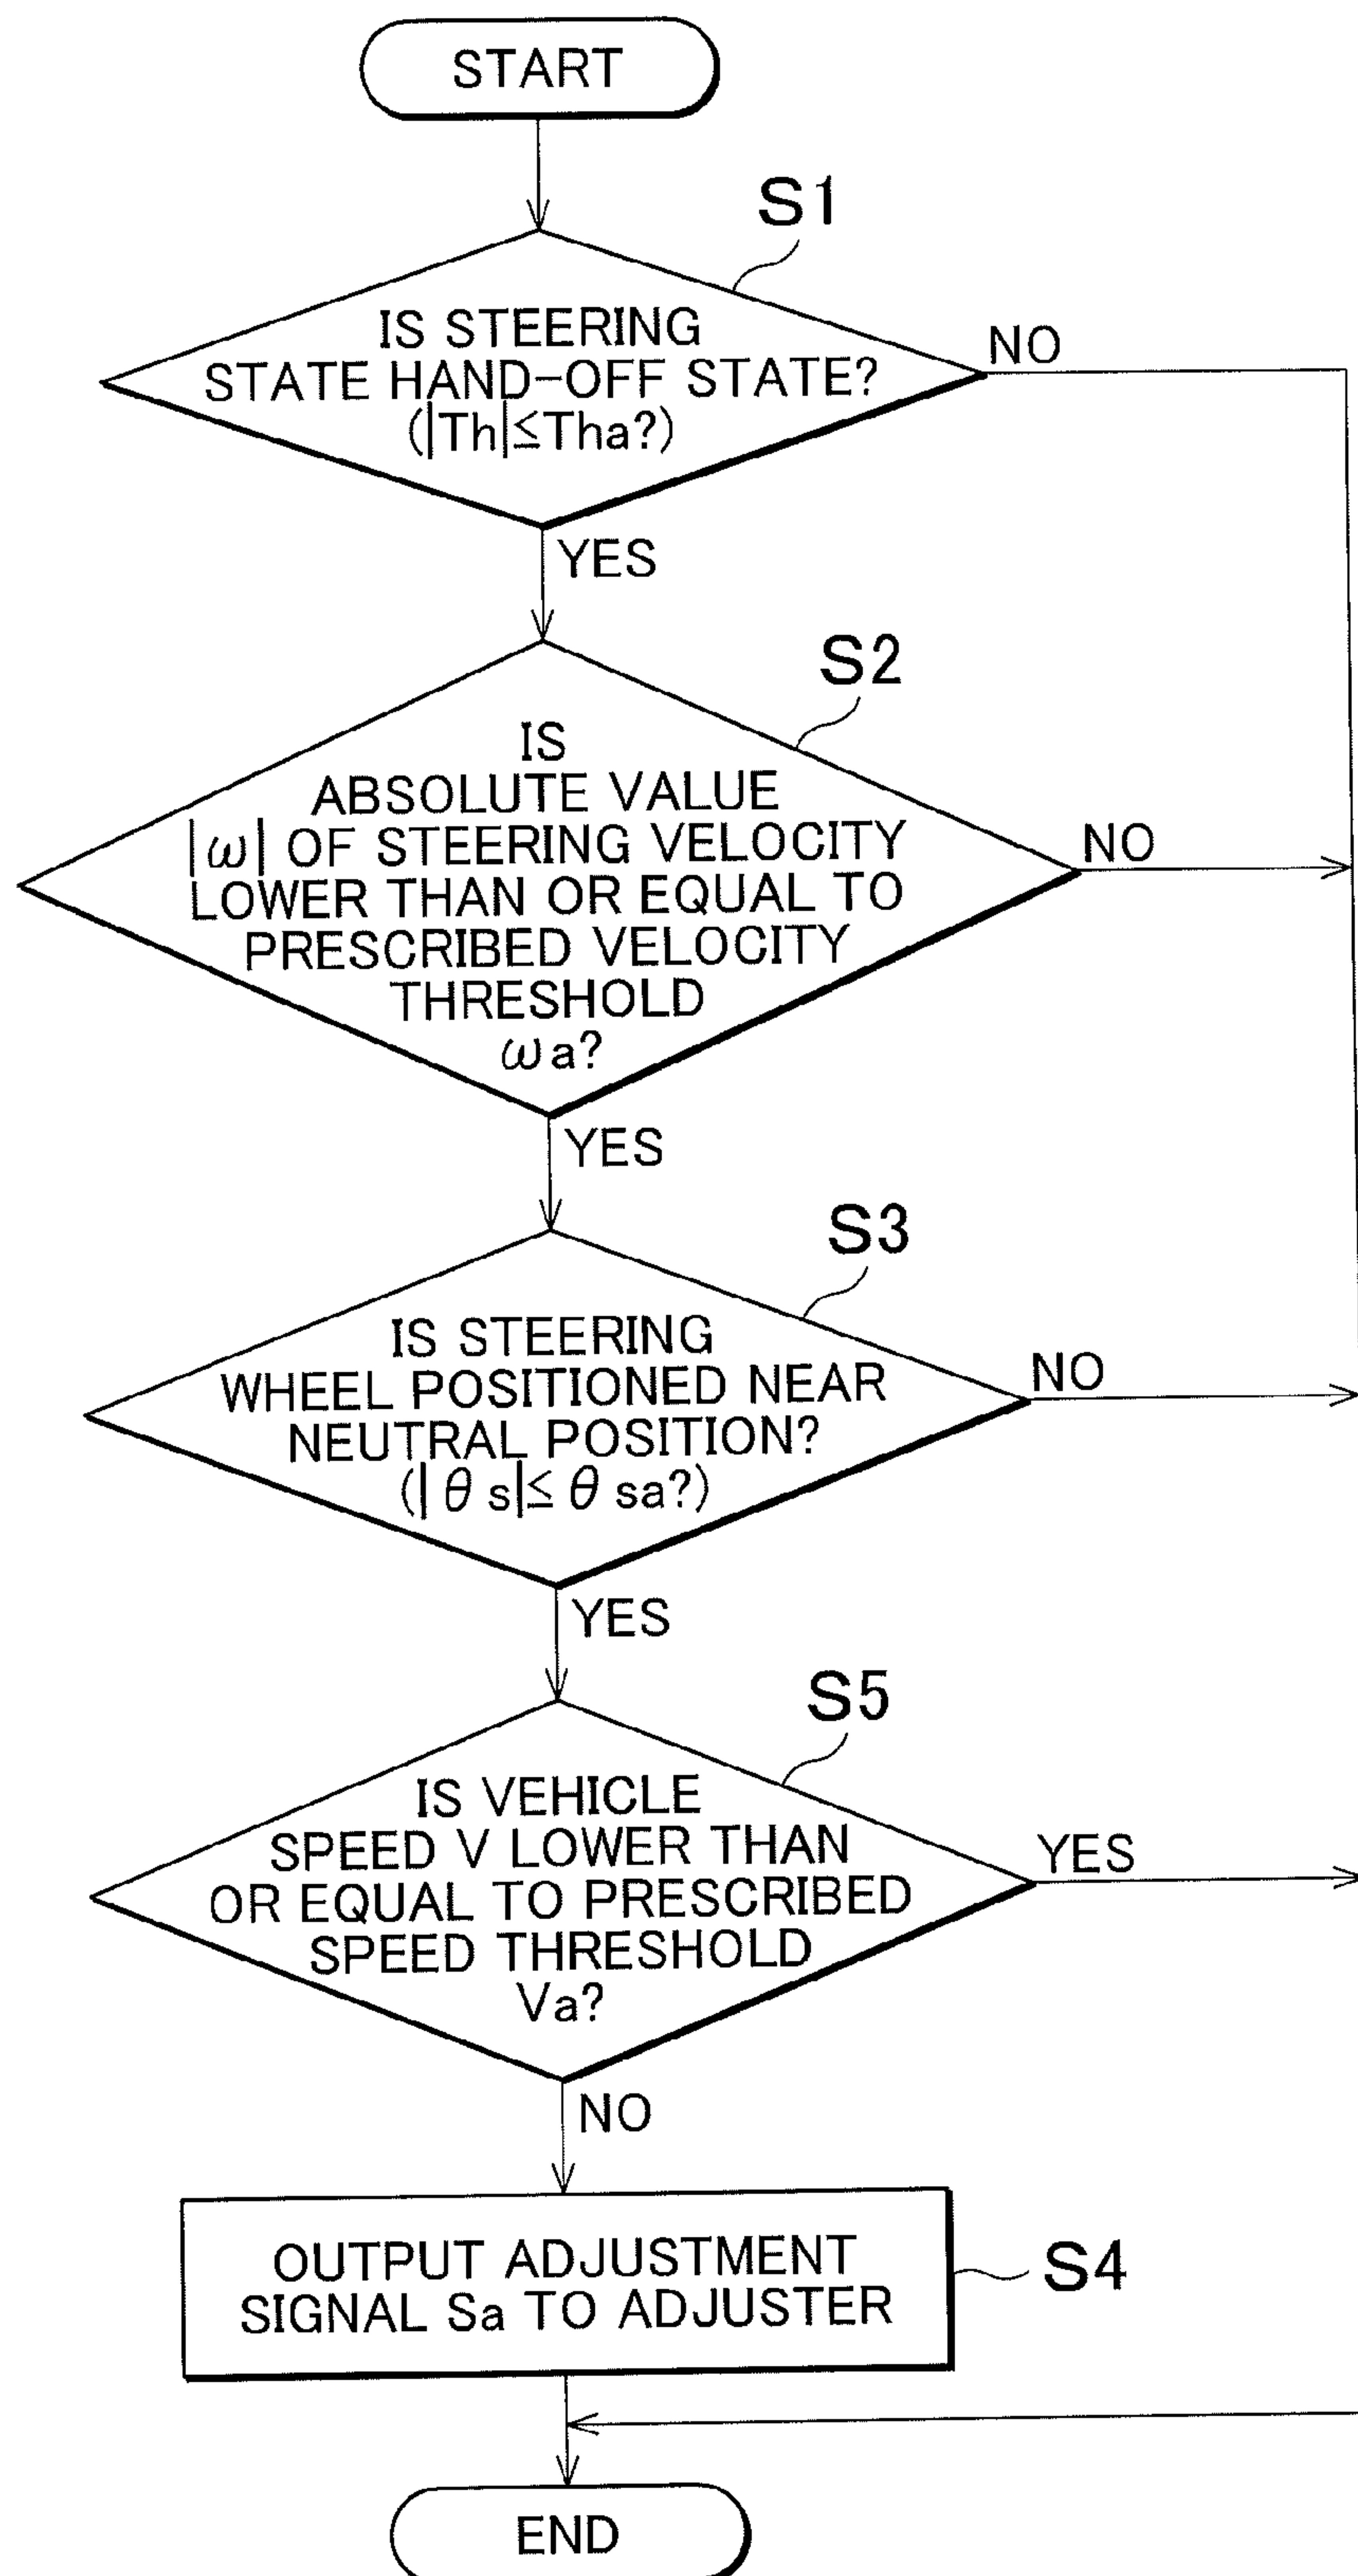 START
S1
IS STEERING
STATE HAND-OFF STATE?
(|Th|≦Tha?)
NO
YES
S2
IS
ABSOLUTE VALUE
|ω| OF STEERING VELOCITY
LOWER THAN OR EQUAL TO
PRESCRIBED VELOCITY
THRESHOLD
ωa?
NO
YES
S3
IS STEERING
WHEEL POSITIONED NEAR
NEUTRAL POSITION?
(|θs|≦θsa?)
NO
YES
S5
IS VEHICLE
SPEED V LOWER THAN
OR EQUAL TO PRESCRIBED
SPEED THRESHOLD
Va?
YES
NO
OUTPUT ADJUSTMENT
SIGNAL Sa TO ADJUSTER
S4
END